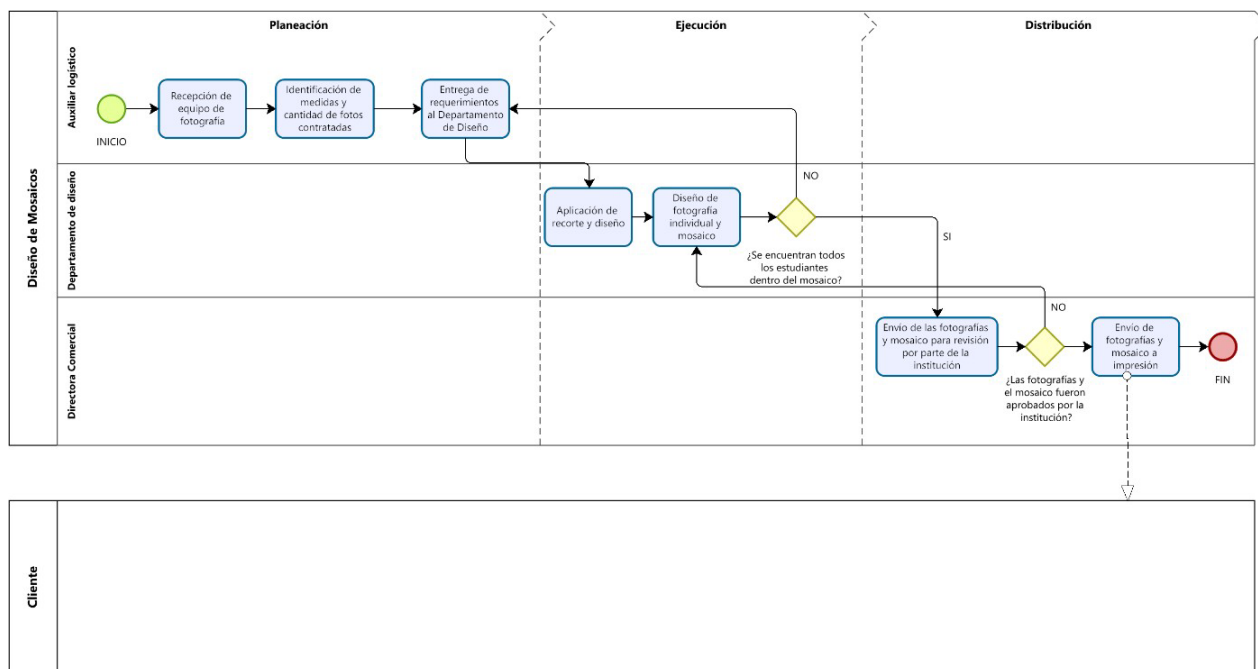 Planeación
Ejecución
Distribución
Diseño de Mosaicos
Auxiliar logístico
INICIO
Recepción de
equipo de
fotografía
Identificación de
medidas y
cantidad de fotos
contratadas
Entrega de
requerimientos
al Departamento
de Diseño
NO
Departamento de diseño
Aplicación de
recorte y diseño
Diseño de
fotografía
individual y
mosaico
¿Se encuentran todos
los estudiantes
dentro del mosaico?
SI
Directora Comercial
Envío de las fotografías
y mosaico para revisión
por parte de la
institución
NO
¿Las fotografías y
el mosaico fueron
aprobados por la
institución?
Envío de
fotografías y
mosaico a
impresión
FIN
Cliente